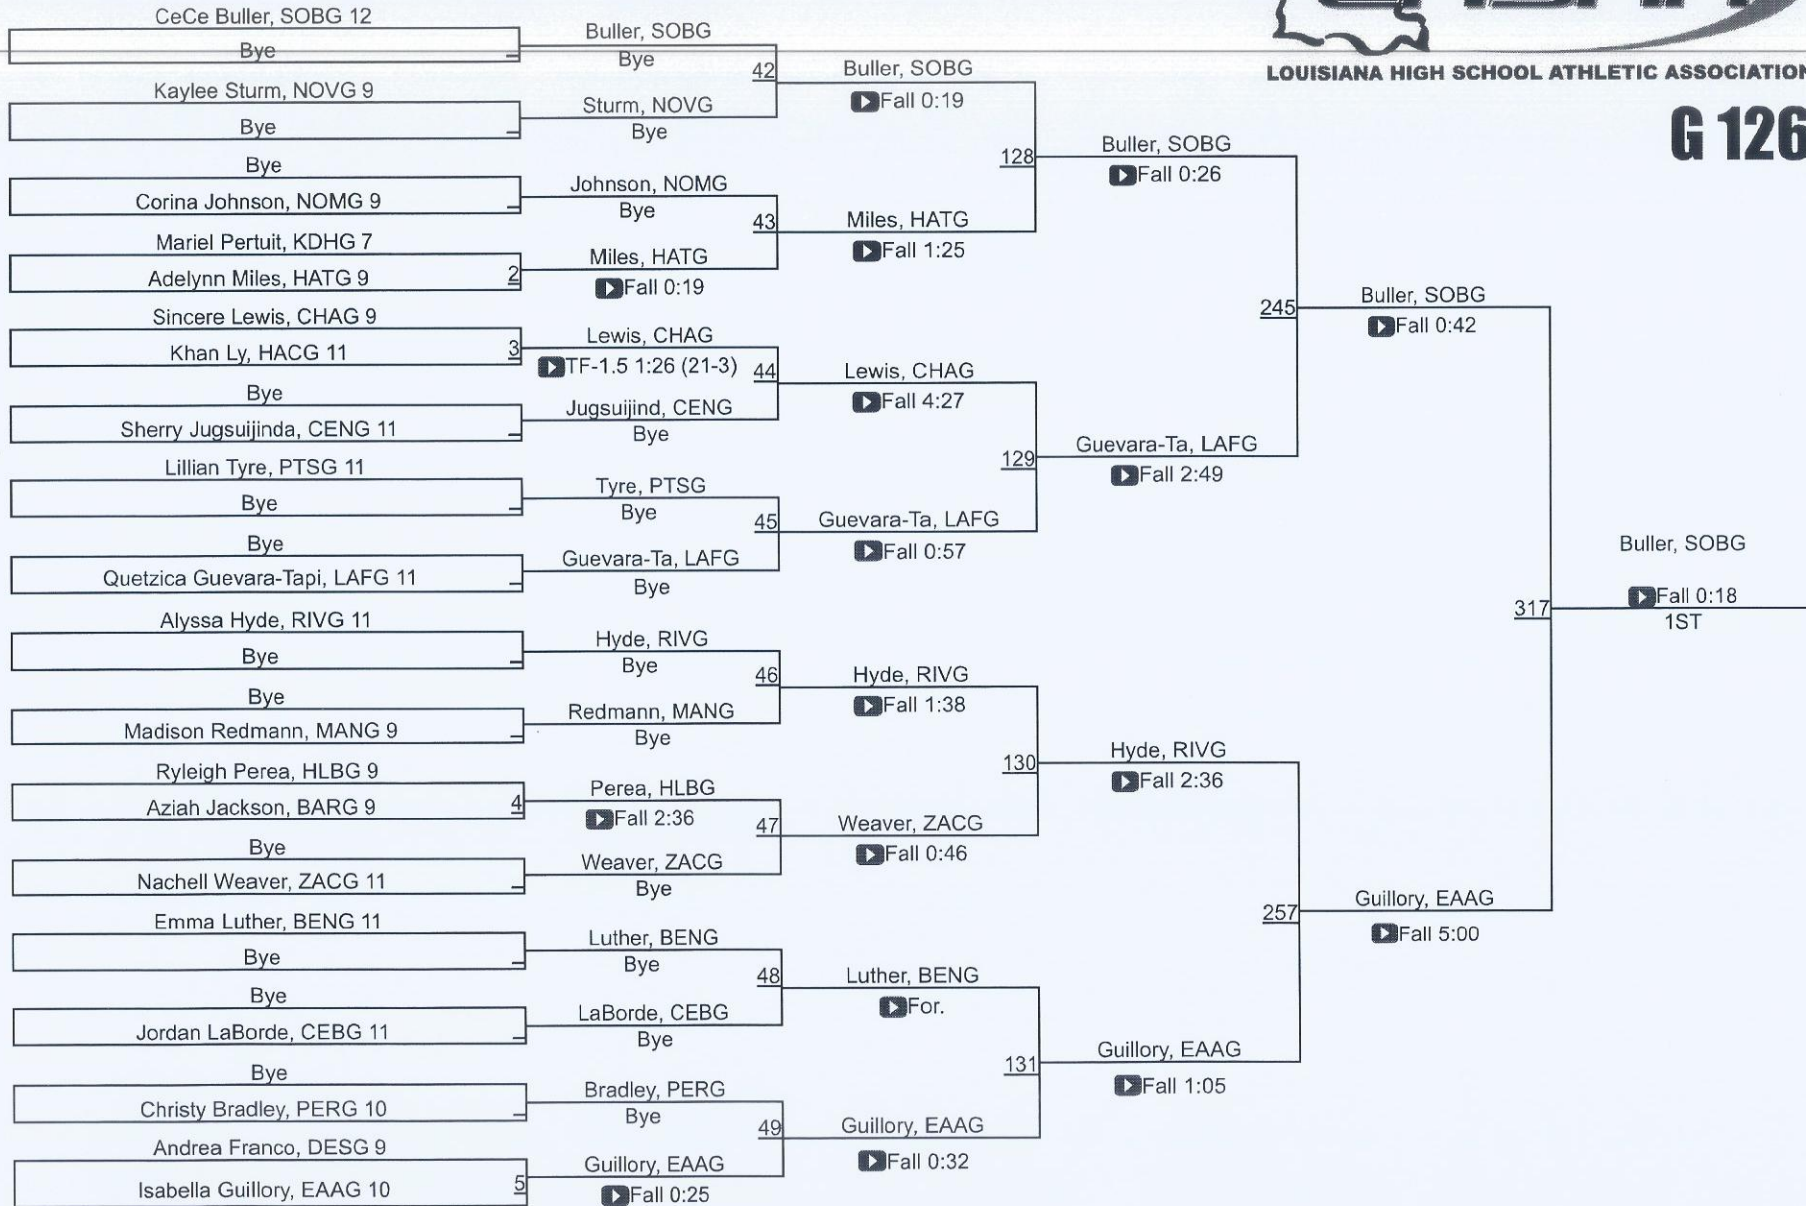 LOUISIANA HIGH SCHOOL ATHLETIC ASSOCIATION
G 126
CeCe Buller, SOBG 12
Bye
Kaylee Sturm, NOVG 9
Bye
Bye
Corina Johnson, NOMG 9
Mariel Pertuit, KDHG 7
Adelynn Miles, HATG 9
2
Sincere Lewis, CHAG 9
Khan Ly, HACG 11
3
Bye
Sherry Jugsuijinda, CENG 11
Lillian Tyre, PTSG 11
Bye
Bye
Quetzica Guevara-Tapi, LAFG 11
Alyssa Hyde, RIVG 11
Bye
Bye
Madison Redmann, MANG 9
Ryleigh Perea, HLBG 9
Aziah Jackson, BARG 9
4
Bye
Nachell Weaver, ZACG 11
Emma Luther, BENG 11
Bye
Bye
Jordan LaBorde, CEBG 11
Bye
Christy Bradley, PERG 10
Andrea Franco, DESG 9
Isabella Guillory, EAAG 10
5
Buller, SOBG
Bye
42
Sturm, NOVG
Bye
Johnson, NOMG
Bye
43
Miles, HATG
Fall 0:19
Lewis, CHAG
TF-1.5 1:26 (21-3)
44
Jugsuijind, CENG
Bye
Tyre, PTSG
Bye
45
Guevara-Ta, LAFG
Bye
Hyde, RIVG
Bye
46
Redmann, MANG
Bye
Perea, HLBG
Fall 2:36
47
Weaver, ZACG
Bye
Luther, BENG
Bye
48
LaBorde, CEBG
Bye
Bradley, PERG
Bye
49
Guillory, EAAG
Fall 0:25
Buller, SOBG
Fall 0:19
128
Miles, HATG
Fall 1:25
Lewis, CHAG
Fall 4:27
129
Guevara-Ta, LAFG
Fall 0:57
Hyde, RIVG
Fall 1:38
130
Weaver, ZACG
Fall 0:46
Luther, BENG
For.
131
Guillory, EAAG
Fall 0:32
Buller, SOBG
Fall 0:26
245
Guevara-Ta, LAFG
Fall 2:49
Hyde, RIVG
Fall 2:36
257
Guillory, EAAG
Fall 1:05
Buller, SOBG
Fall 0:42
317
Guillory, EAAG
Fall 5:00
Buller, SOBG
Fall 0:18
1ST